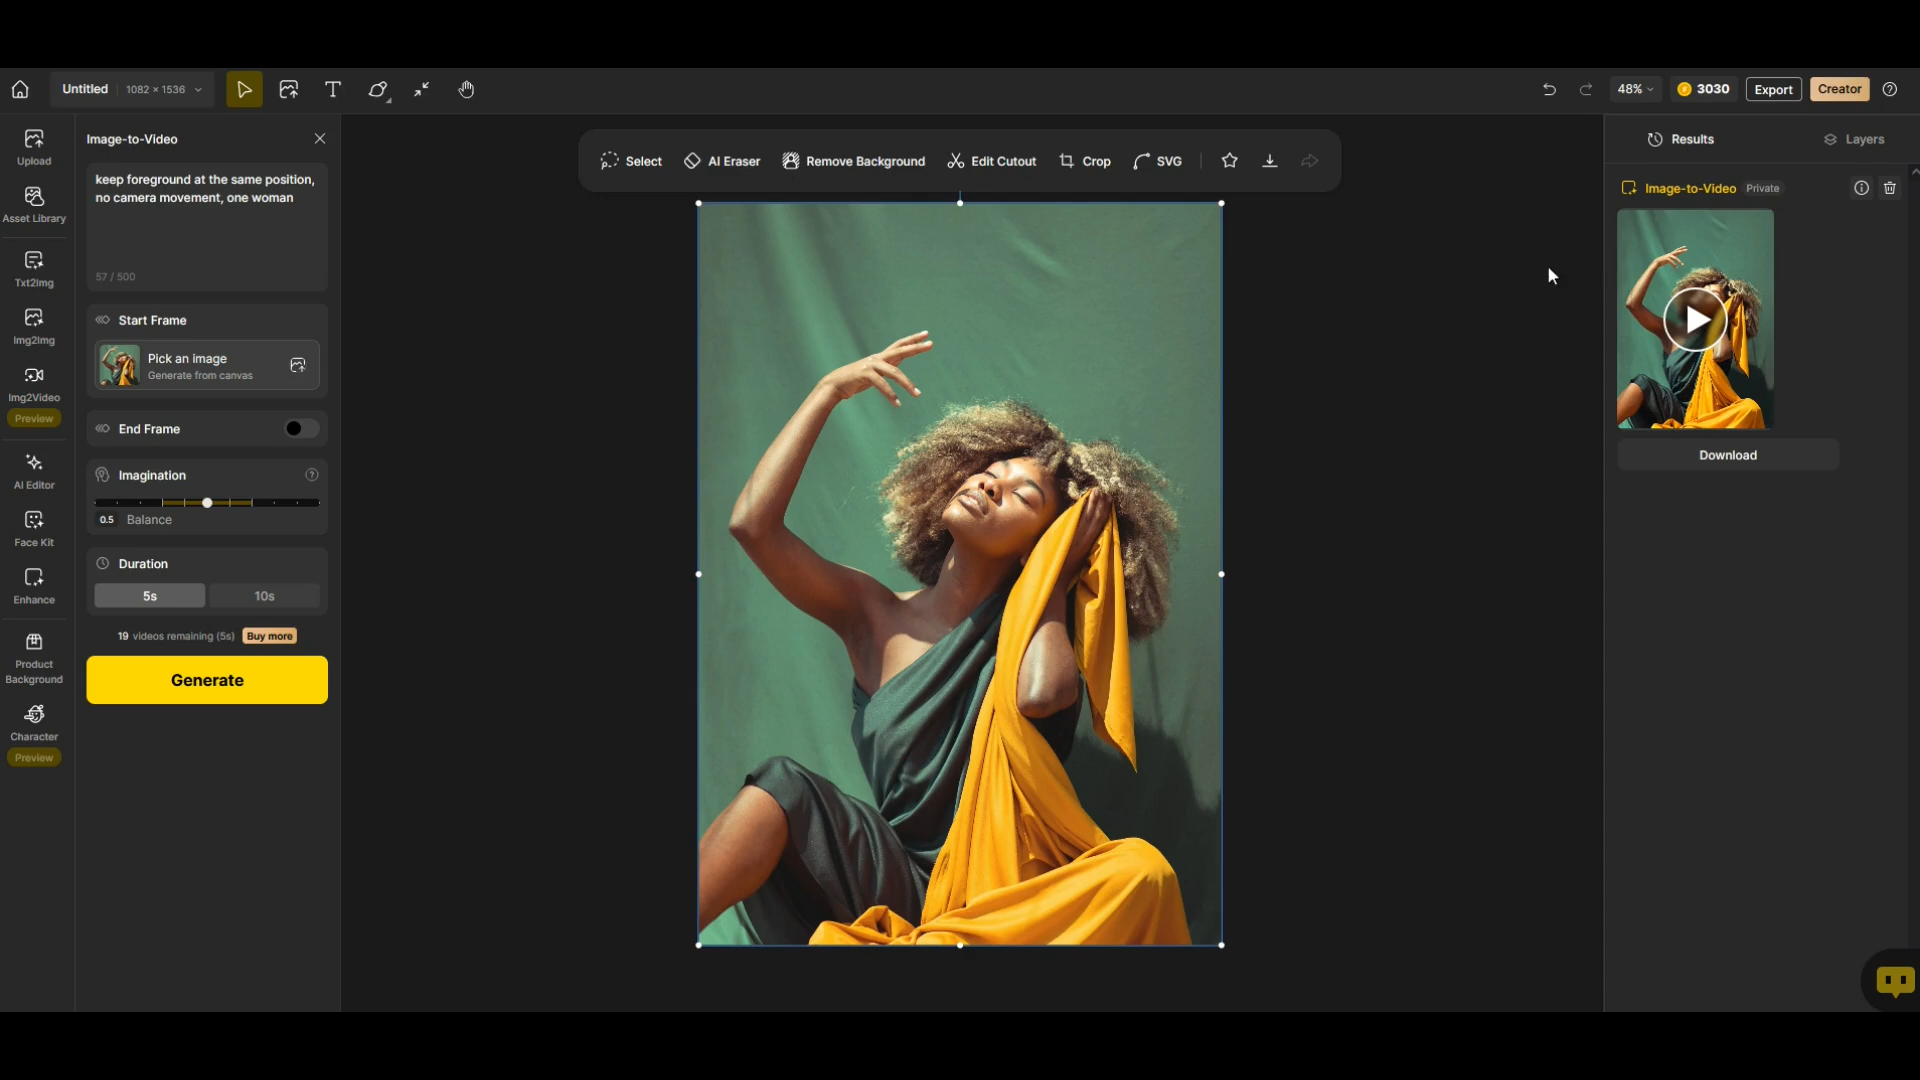 Untitled
1082 × 1536
48%
3030
Export
Creator
Upload
Asset Library
Txt2Img
Img2Img
Img2Video
Preview
AI Editor
Face Kit
Enhance
Product
Background
Character
Preview
Image-to-Video
keep foreground at the same position,
no camera movement, one woman
57 / 500
Start Frame
Pick an image
Generate from canvas
End Frame
Imagination
0.5 Balance
Duration
5s 10s
19 videos remaining (5s) Buy more
Generate
Select AI Eraser Remove Background Edit Cutout Crop SVG
Results Layers
Image-to-Video Private
Download